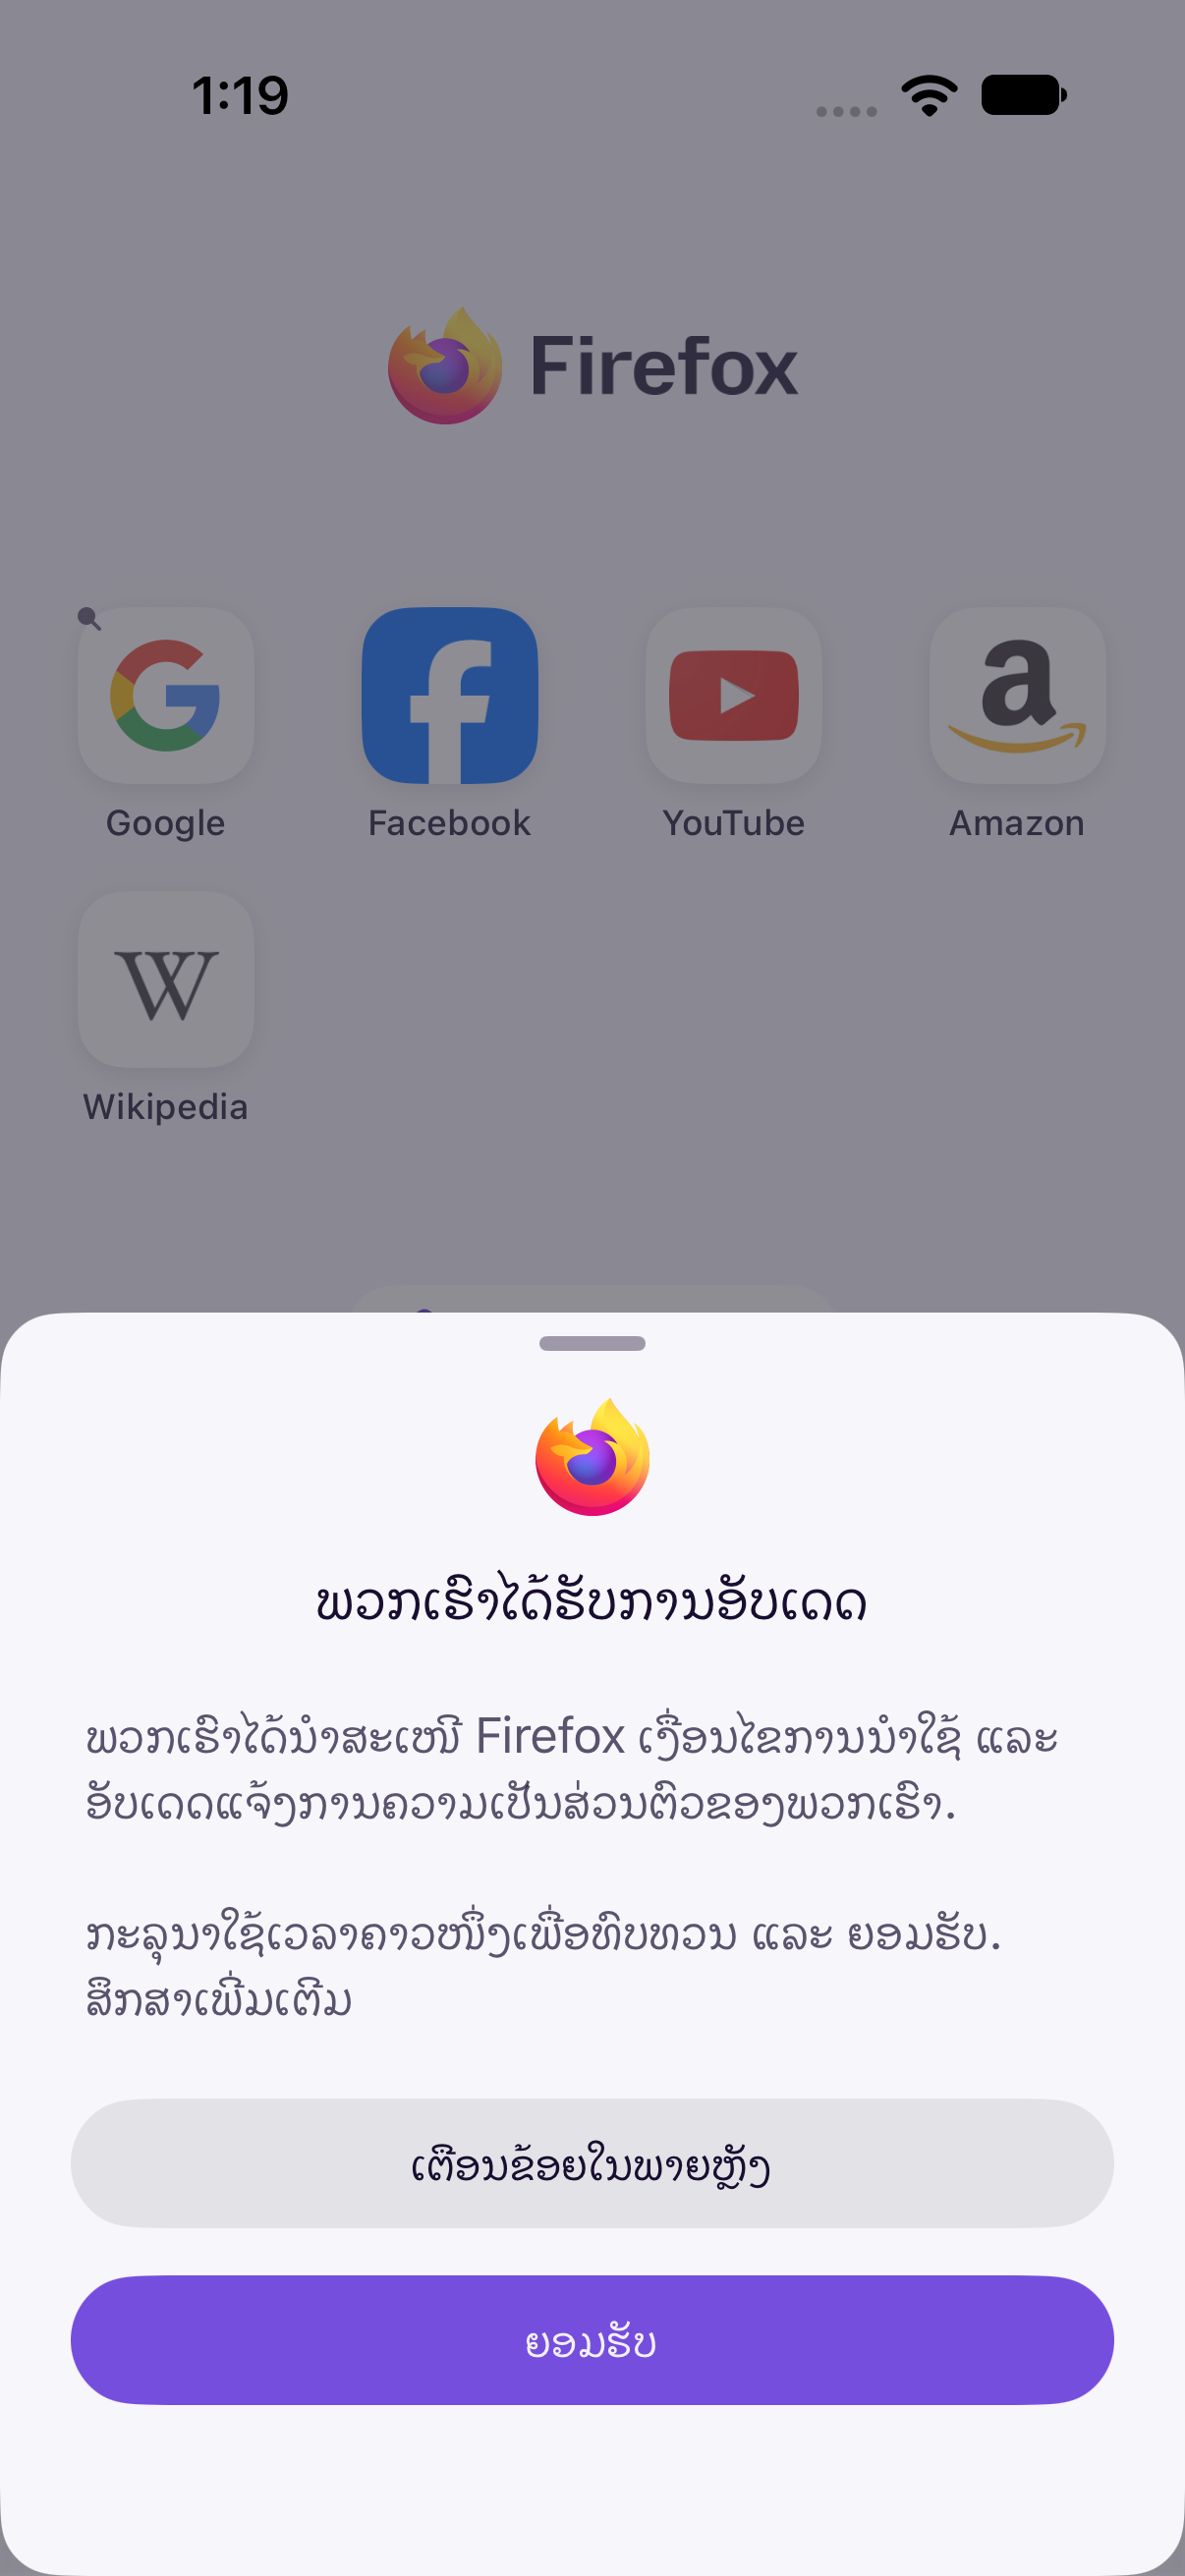 1:19
Firefox
Google Facebook YouTube Amazon
Wikipedia
ພວກເຮົາໄດ້ຮັບການອັບເດດ
ພວກເຮົາໄດ້ນຳສະເໜີ Firefox ເງື່ອນໄຂການນຳໃຊ້ ແລະ
ອັບເດດແຈ້ງການຄວາມເປັນສ່ວນຕົວຂອງພວກເຮົາ.
ກະລຸນາໃຊ້ເວລາຄາວໜຶ່ງເພື່ອທົບທວນ ແລະ ຍອມຮັບ.
ສຶກສາເພີ່ມເຕີມ
ເຕືອນຂ້ອຍໃນພາຍຫຼັງ
ຍອມຮັບ